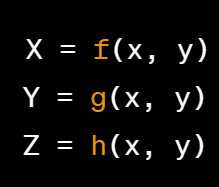 X = f(x, y)
Y = g(x, y)
Z = h(x, y)